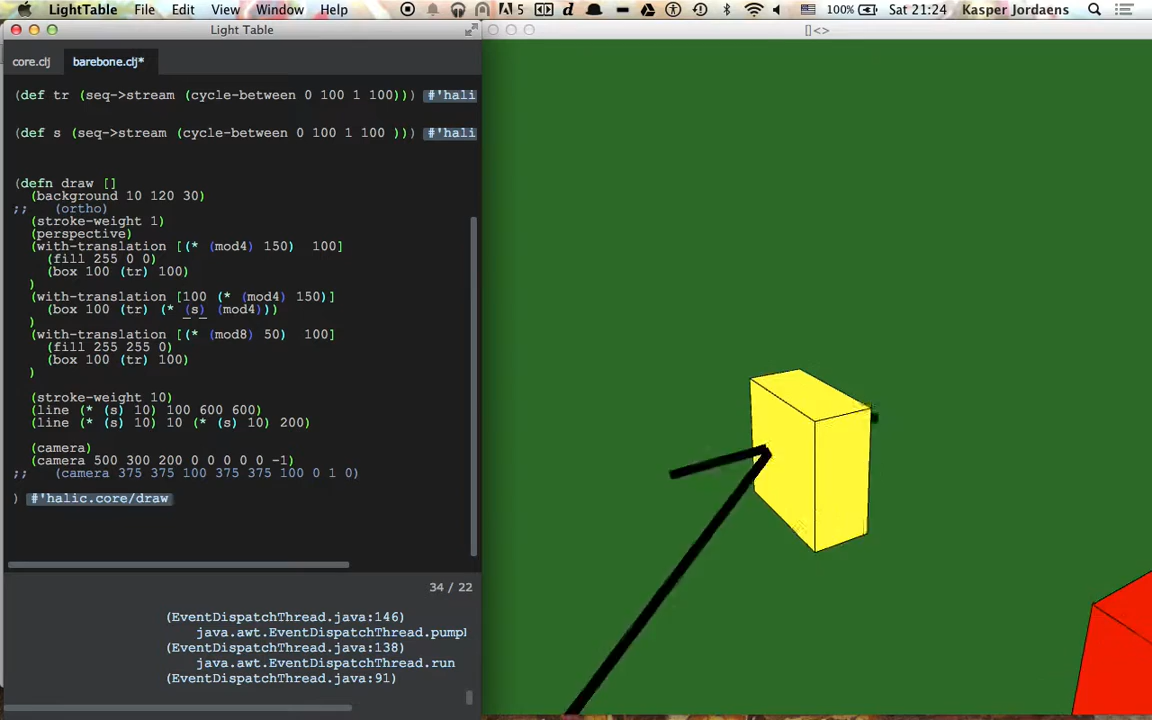 LightTable File Edit View Window Help 5 100% Sat 21:24 Kasper Jordaens
Light Table
[]<>
core.clj barebone.clj*
(def tr (seq->stream (cycle-between 0 100 1 100))) #'hali
(def s (seq->stream (cycle-between 0 100 1 100 ))) #'hali
(defn draw []
(background 10 120 30)
;; (ortho)
(stroke-weight 1)
(perspective)
(with-translation [(* (mod4) 150) 100]
(fill 255 0 0)
(box 100 (tr) 100)
)
(with-translation [100 (* (mod4) 150)]
(box 100 (tr) (* (s) (mod4)))
)
(with-translation [(* (mod8) 50) 100]
(fill 255 255 0)
(box 100 (tr) 100)
)
(stroke-weight 10)
(line (* (s) 10) 100 600 600)
(line (* (s) 10) 10 (* (s) 10) 200)
(camera)
(camera 500 300 200 0 0 0 0 0 -1)
;; (camera 375 375 100 375 375 100 0 1 0)
) #'halic.core/draw
34 / 22
(EventDispatchThread.java:146)
java.awt.EventDispatchThread.pumpl
(EventDispatchThread.java:138)
java.awt.EventDispatchThread.run
(EventDispatchThread.java:91)